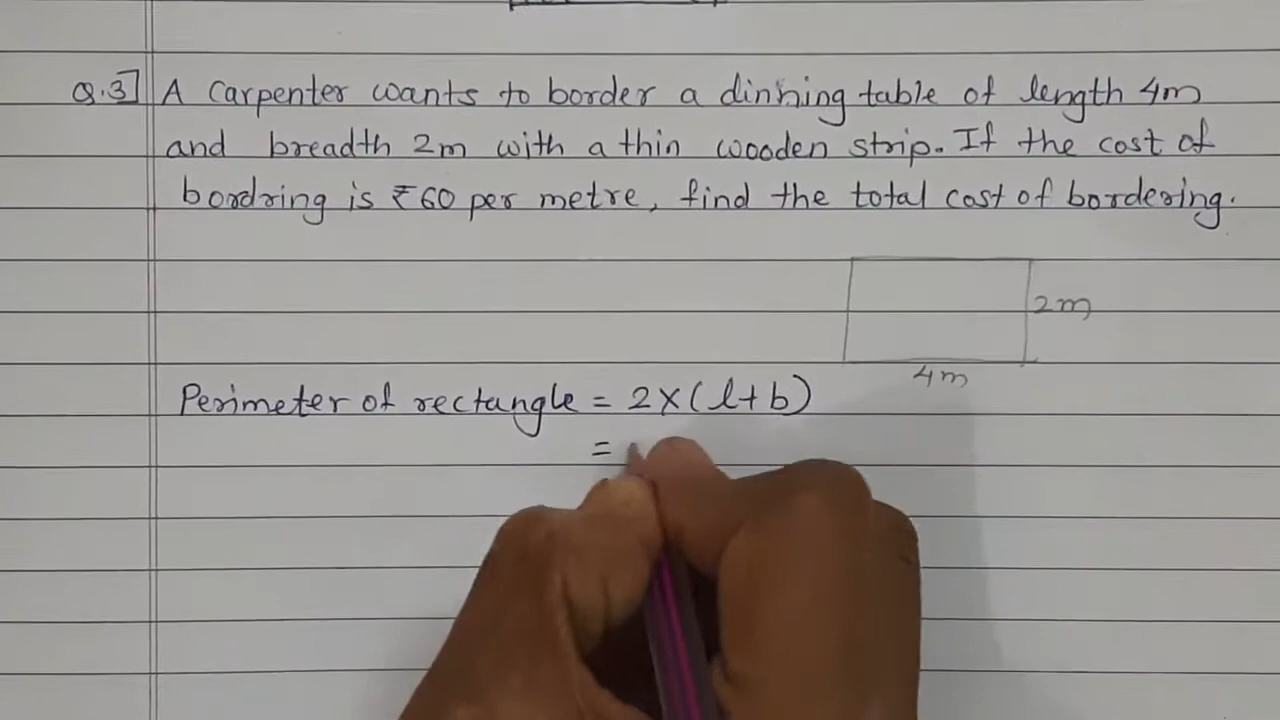 Q.3] A carpenter wants to border a dinning table of length 4m
and breadth 2m with a thin wooden strip. If the cost of
bordring is ₹60 per metre, find the total cost of bordering.
2m
4m
Perimeter of rectangle = 2×(l+b)
=